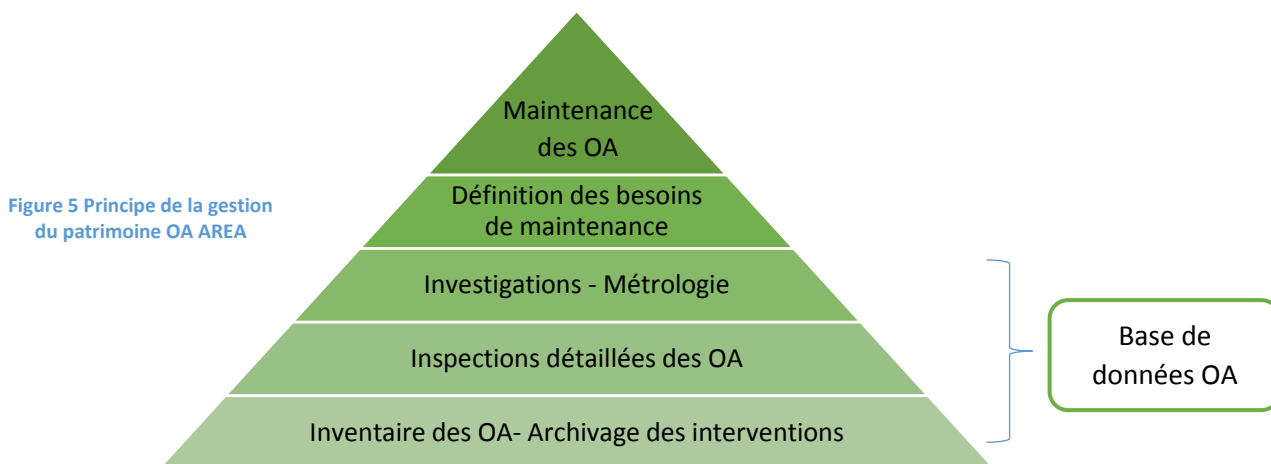 Maintenance
des OA
Figure 5 Principe de la gestion
du patrimoine OA AREA
Définition des besoins
de maintenance
Investigations - Métrologie
Inspections détaillées des OA
Inventaire des OA- Archivage des interventions
Base de
données OA